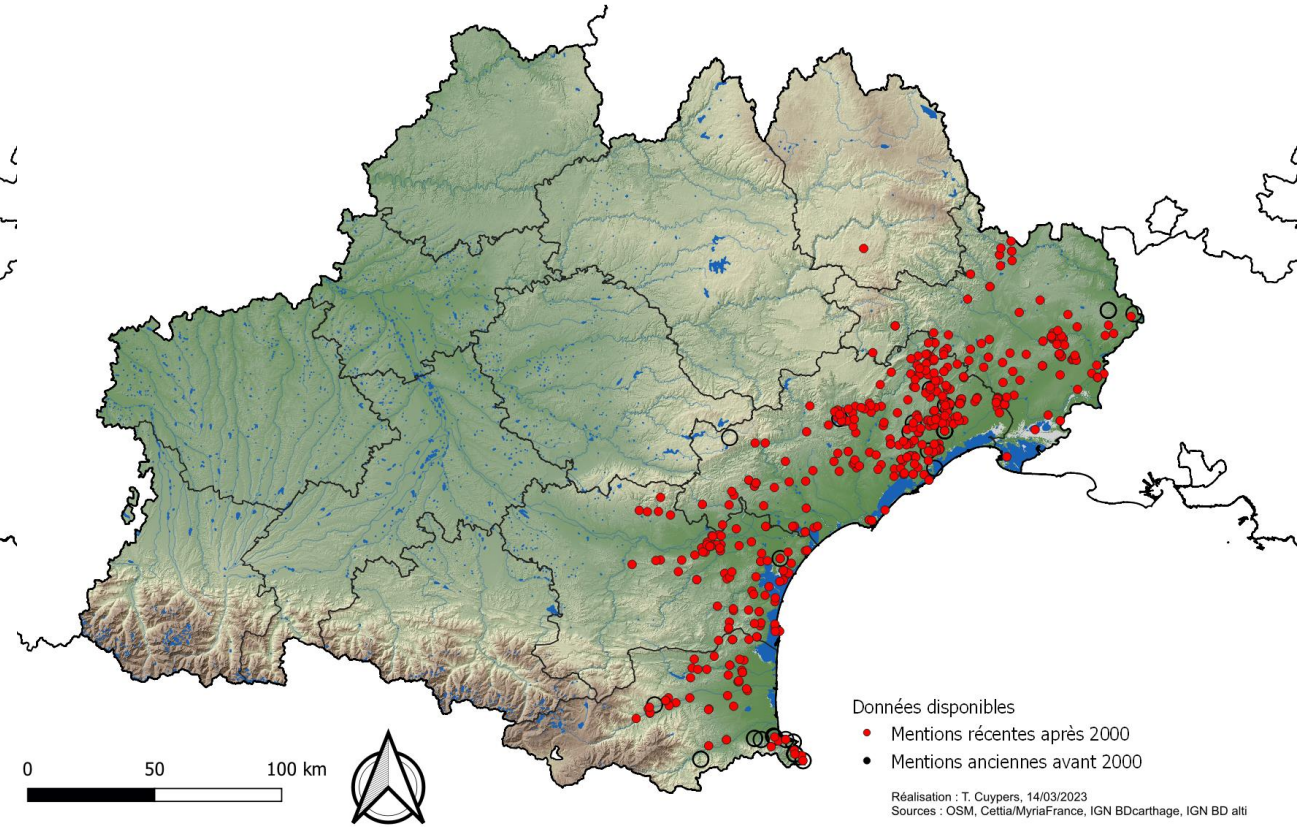 Données disponibles
Mentions récentes après 2000
Mentions anciennes avant 2000
0 50 100 km
Réalisation : T. Cuypers, 14/03/2023
Sources : OSM, Cettia/MyriaFrance, IGN BDcarthage, IGN BD alti